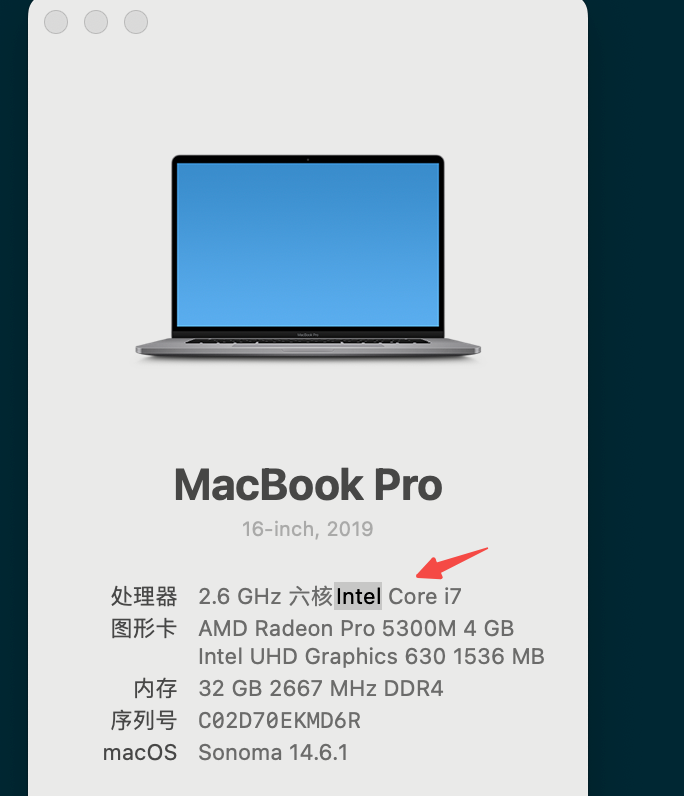 MacBook Pro
16-inch, 2019
处理器 2.6 GHz 六核Intel Core i7
图形卡 AMD Radeon Pro 5300M 4 GB
Intel UHD Graphics 630 1536 MB
内存 32 GB 2667 MHz DDR4
序列号 C02D70EKMD6R
macOS Sonoma 14.6.1